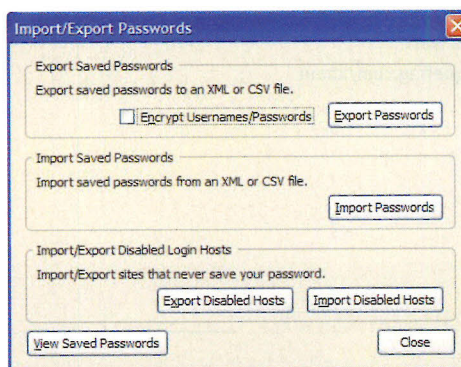 Import/Export Passwords
Export Saved Passwords
Export saved passwords to an XML or CSV file.
Encrypt Usernames/Passwords
Export Passwords
Import Saved Passwords
Import saved passwords from an XML or CSV file.
Import Passwords
Import/Export Disabled Login Hosts
Import/Export sites that never save your password.
Export Disabled Hosts
Import Disabled Hosts
View Saved Passwords
Close